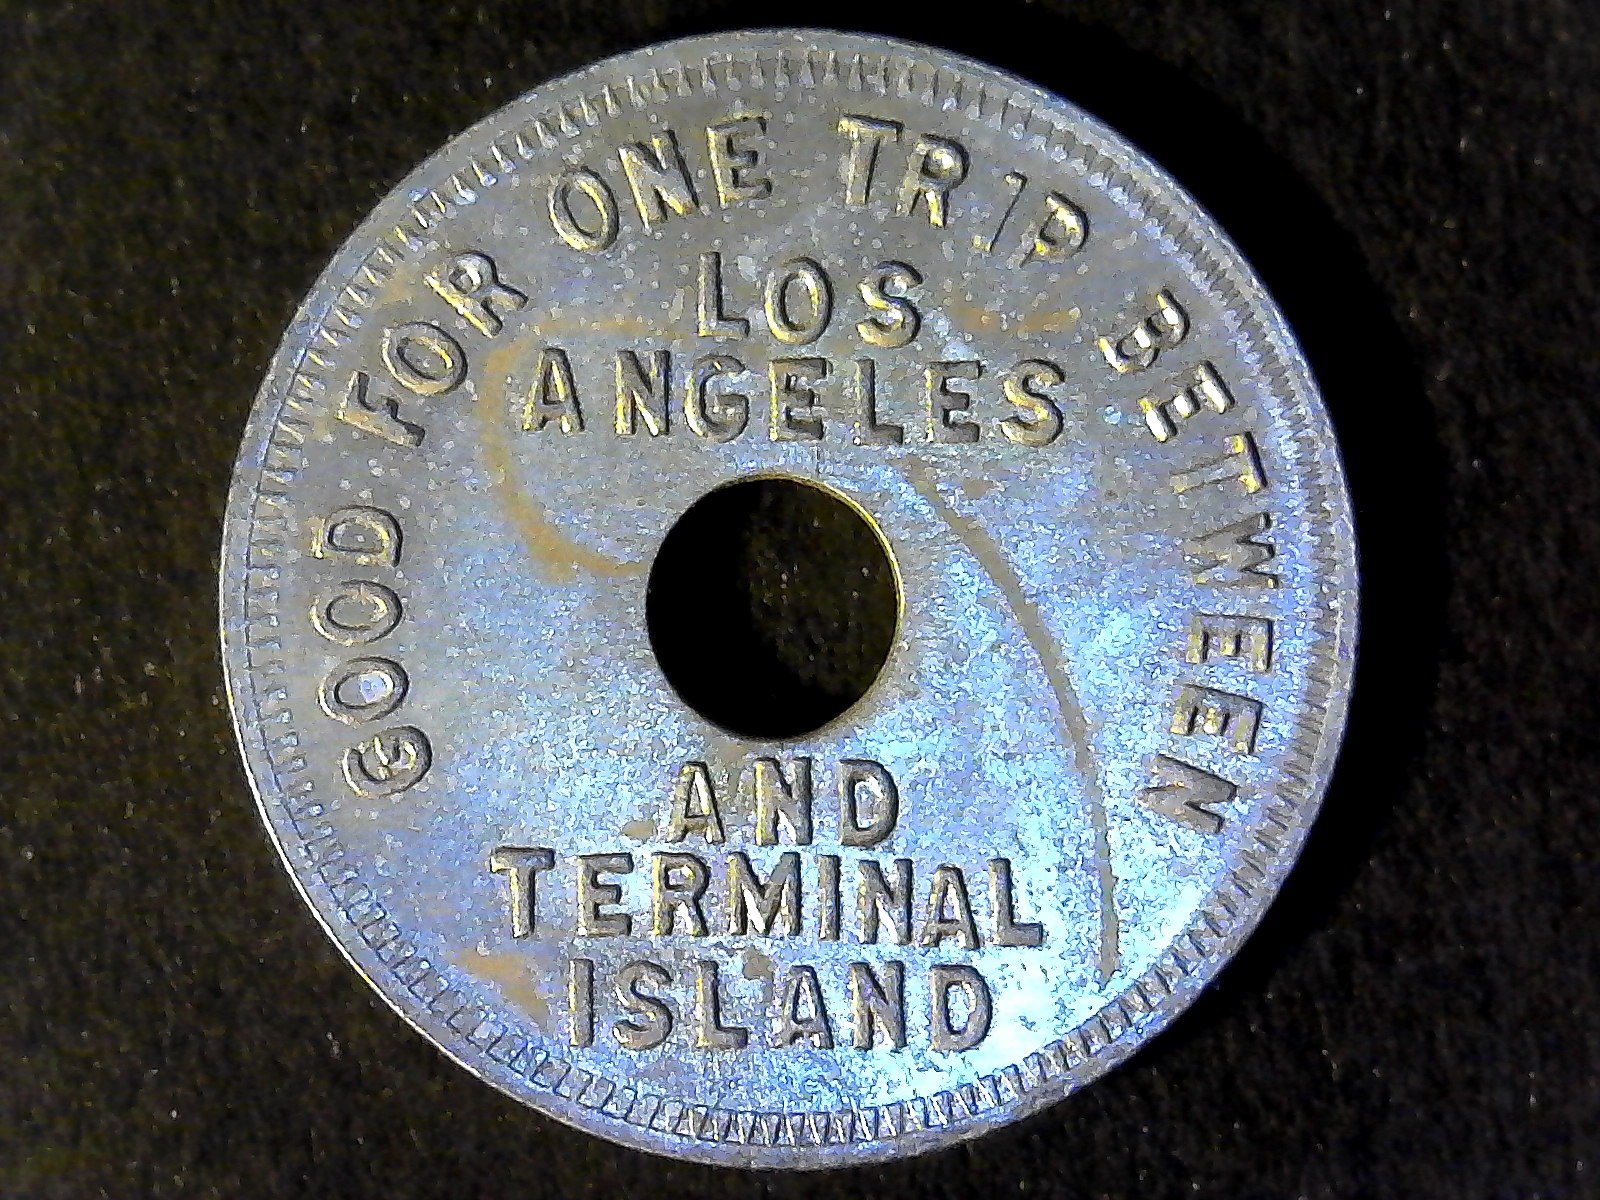 GOOD FOR ONE TRIP BETWEEN
LOS
ANGELES
AND
TERMINAL
ISLAND